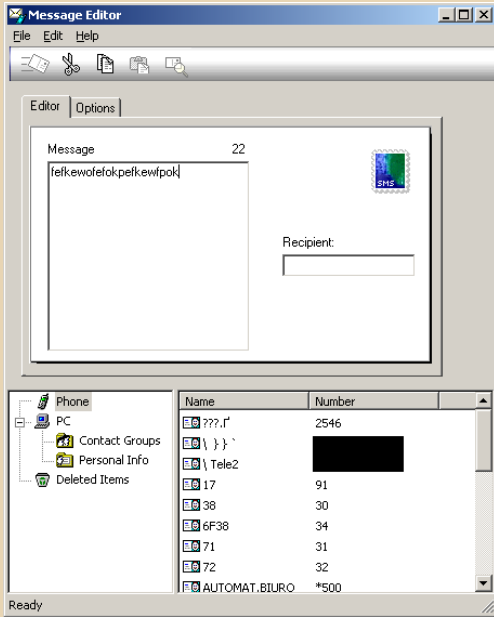 Message Editor
File Edit Help
Editor Options
Message 22
fefkewofefokpefkewfpok
SMS
Recipient:
Phone
PC
Contact Groups
Personal Info
Deleted Items
Name Number
???.Ґ 2546
\ } } `
\ Tele2
17 91
38 30
6F38 34
71 31
72 32
AUTOMAT.BIURO *500
Ready